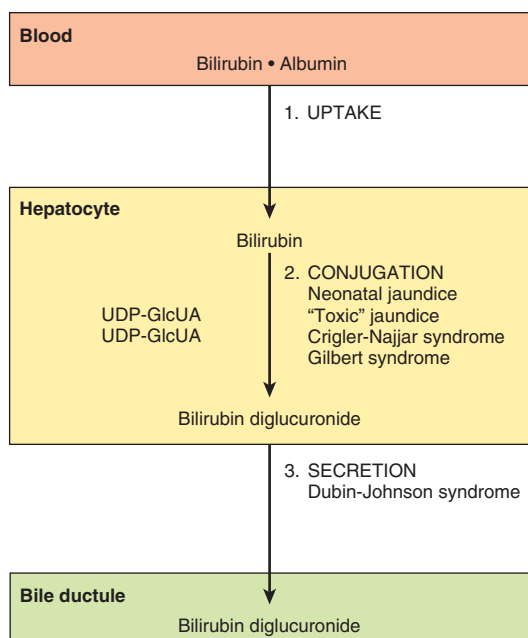 Blood
Bilirubin • Albumin
1. UPTAKE
Hepatocyte
Bilirubin
2. CONJUGATION
Neonatal jaundice
“Toxic” jaundice
Crigler-Najjar syndrome
Gilbert syndrome
UDP-GlcUA
UDP-GlcUA
Bilirubin diglucuronide
3. SECRETION
Dubin-Johnson syndrome
Bile ductule
Bilirubin diglucuronide